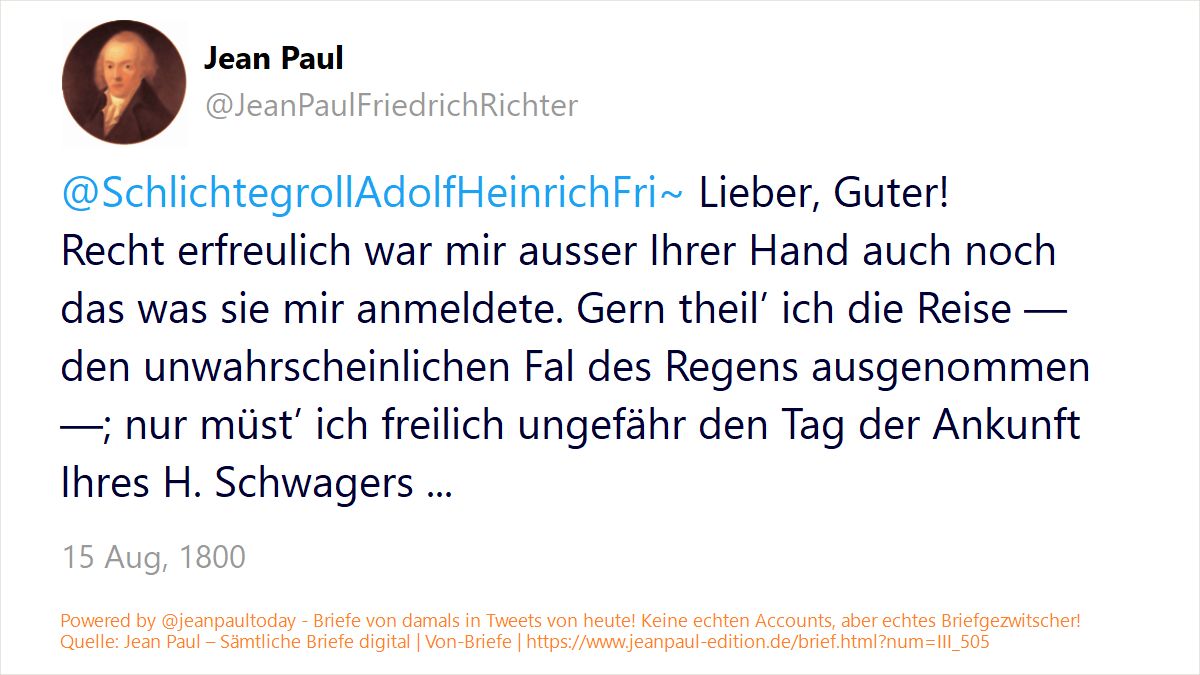 Jean Paul
@JeanPaulFriedrichRichter
@SchlichtegrollAdolfHeinrichFri~ Lieber, Guter!
Recht erfreulich war mir ausser Ihrer Hand auch noch
das was sie mir anmeldete. Gern theil’ ich die Reise —
den unwahrscheinlichen Fal des Regens ausgenommen
—; nur müst’ ich freilich ungefähr den Tag der Ankunft
Ihres H. Schwagers ...
15 Aug, 1800
Powered by @jeanpaultoday - Briefe von damals in Tweets von heute! Keine echten Accounts, aber echtes Briefgezwitscher!
Quelle: Jean Paul – Sämtliche Briefe digital | Von-Briefe | https://www.jeanpaul-edition.de/brief.html?num=III_505